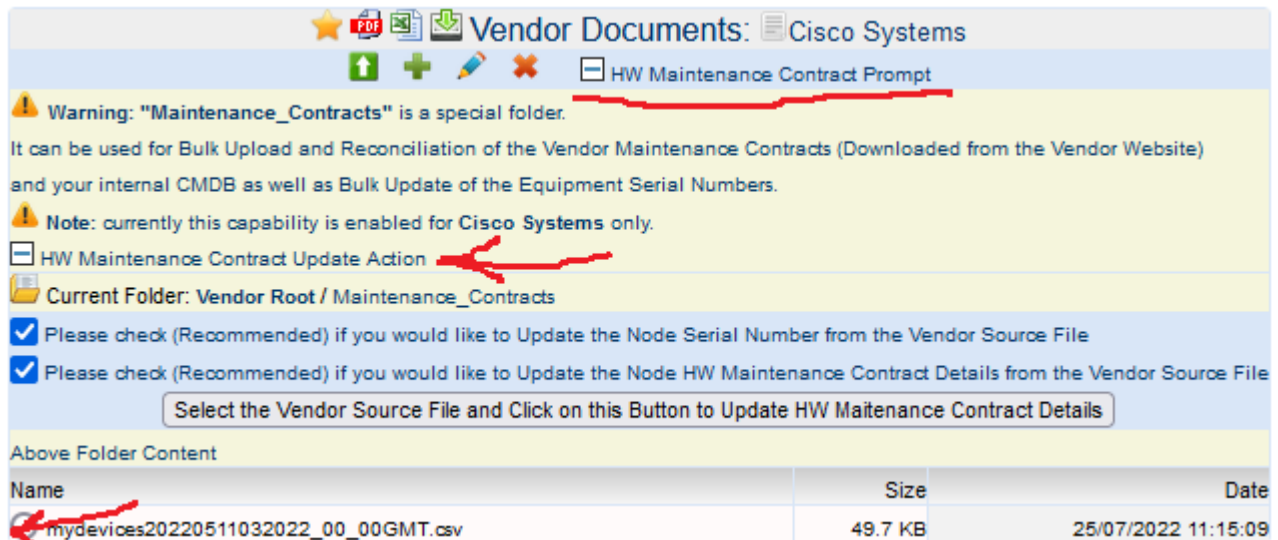 Vendor Documents: Cisco Systems
HW Maintenance Contract Prompt
Warning: "Maintenance_Contracts" is a special folder.
It can be used for Bulk Upload and Reconciliation of the Vendor Maintenance Contracts (Downloaded from the Vendor Website)
and your internal CMDB as well as Bulk Update of the Equipment Serial Numbers.
Note: currently this capability is enabled for Cisco Systems only.
HW Maintenance Contract Update Action
Current Folder: Vendor Root / Maintenance_Contracts
Please check (Recommended) if you would like to Update the Node Serial Number from the Vendor Source File
Please check (Recommended) if you would like to Update the Node HW Maintenance Contract Details from the Vendor Source File
Select the Vendor Source File and Click on this Button to Update HW Maitenance Contract Details
Above Folder Content
Name Size Date
mydevices20220511032022_00_00GMT.csv 49.7 KB 25/07/2022 11:15:09